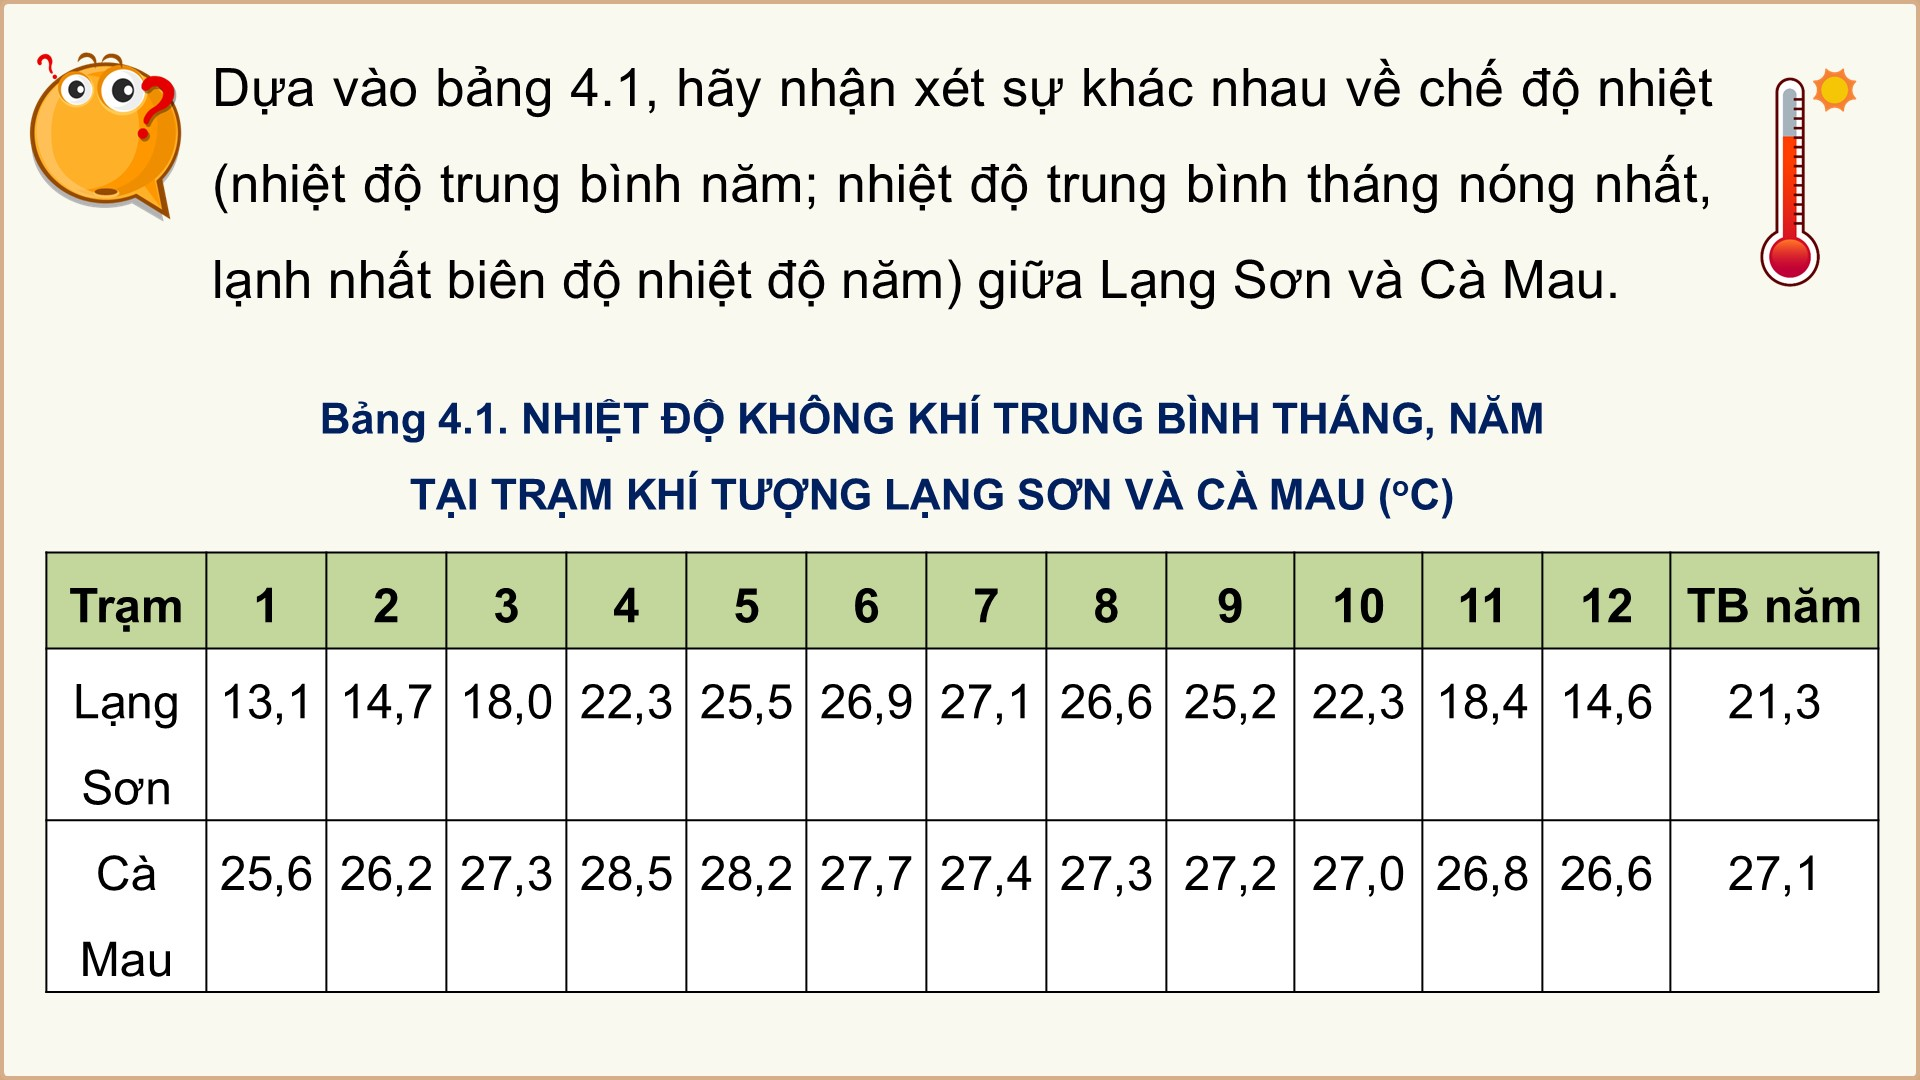 Dựa vào bảng 4.1, hãy nhận xét sự khác nhau về chế độ nhiệt
(nhiệt độ trung bình năm; nhiệt độ trung bình tháng nóng nhất,
lạnh nhất biên độ nhiệt độ năm) giữa Lạng Sơn và Cà Mau.
Bảng 4.1. NHIỆT ĐỘ KHÔNG KHÍ TRUNG BÌNH THÁNG, NĂM
TẠI TRẠM KHÍ TƯỢNG LẠNG SƠN VÀ CÀ MAU (ºC)
Trạm 1 2 3 4 5 6 7 8 9 10 11 12 TB năm
Lạng 13,1 14,7 18,0 22,3 25,5 26,9 27,1 26,6 25,2 22,3 18,4 14,6 21,3
Sơn
Cà 25,6 26,2 27,3 28,5 28,2 27,7 27,4 27,3 27,2 27,0 26,8 26,6 27,1
Mau